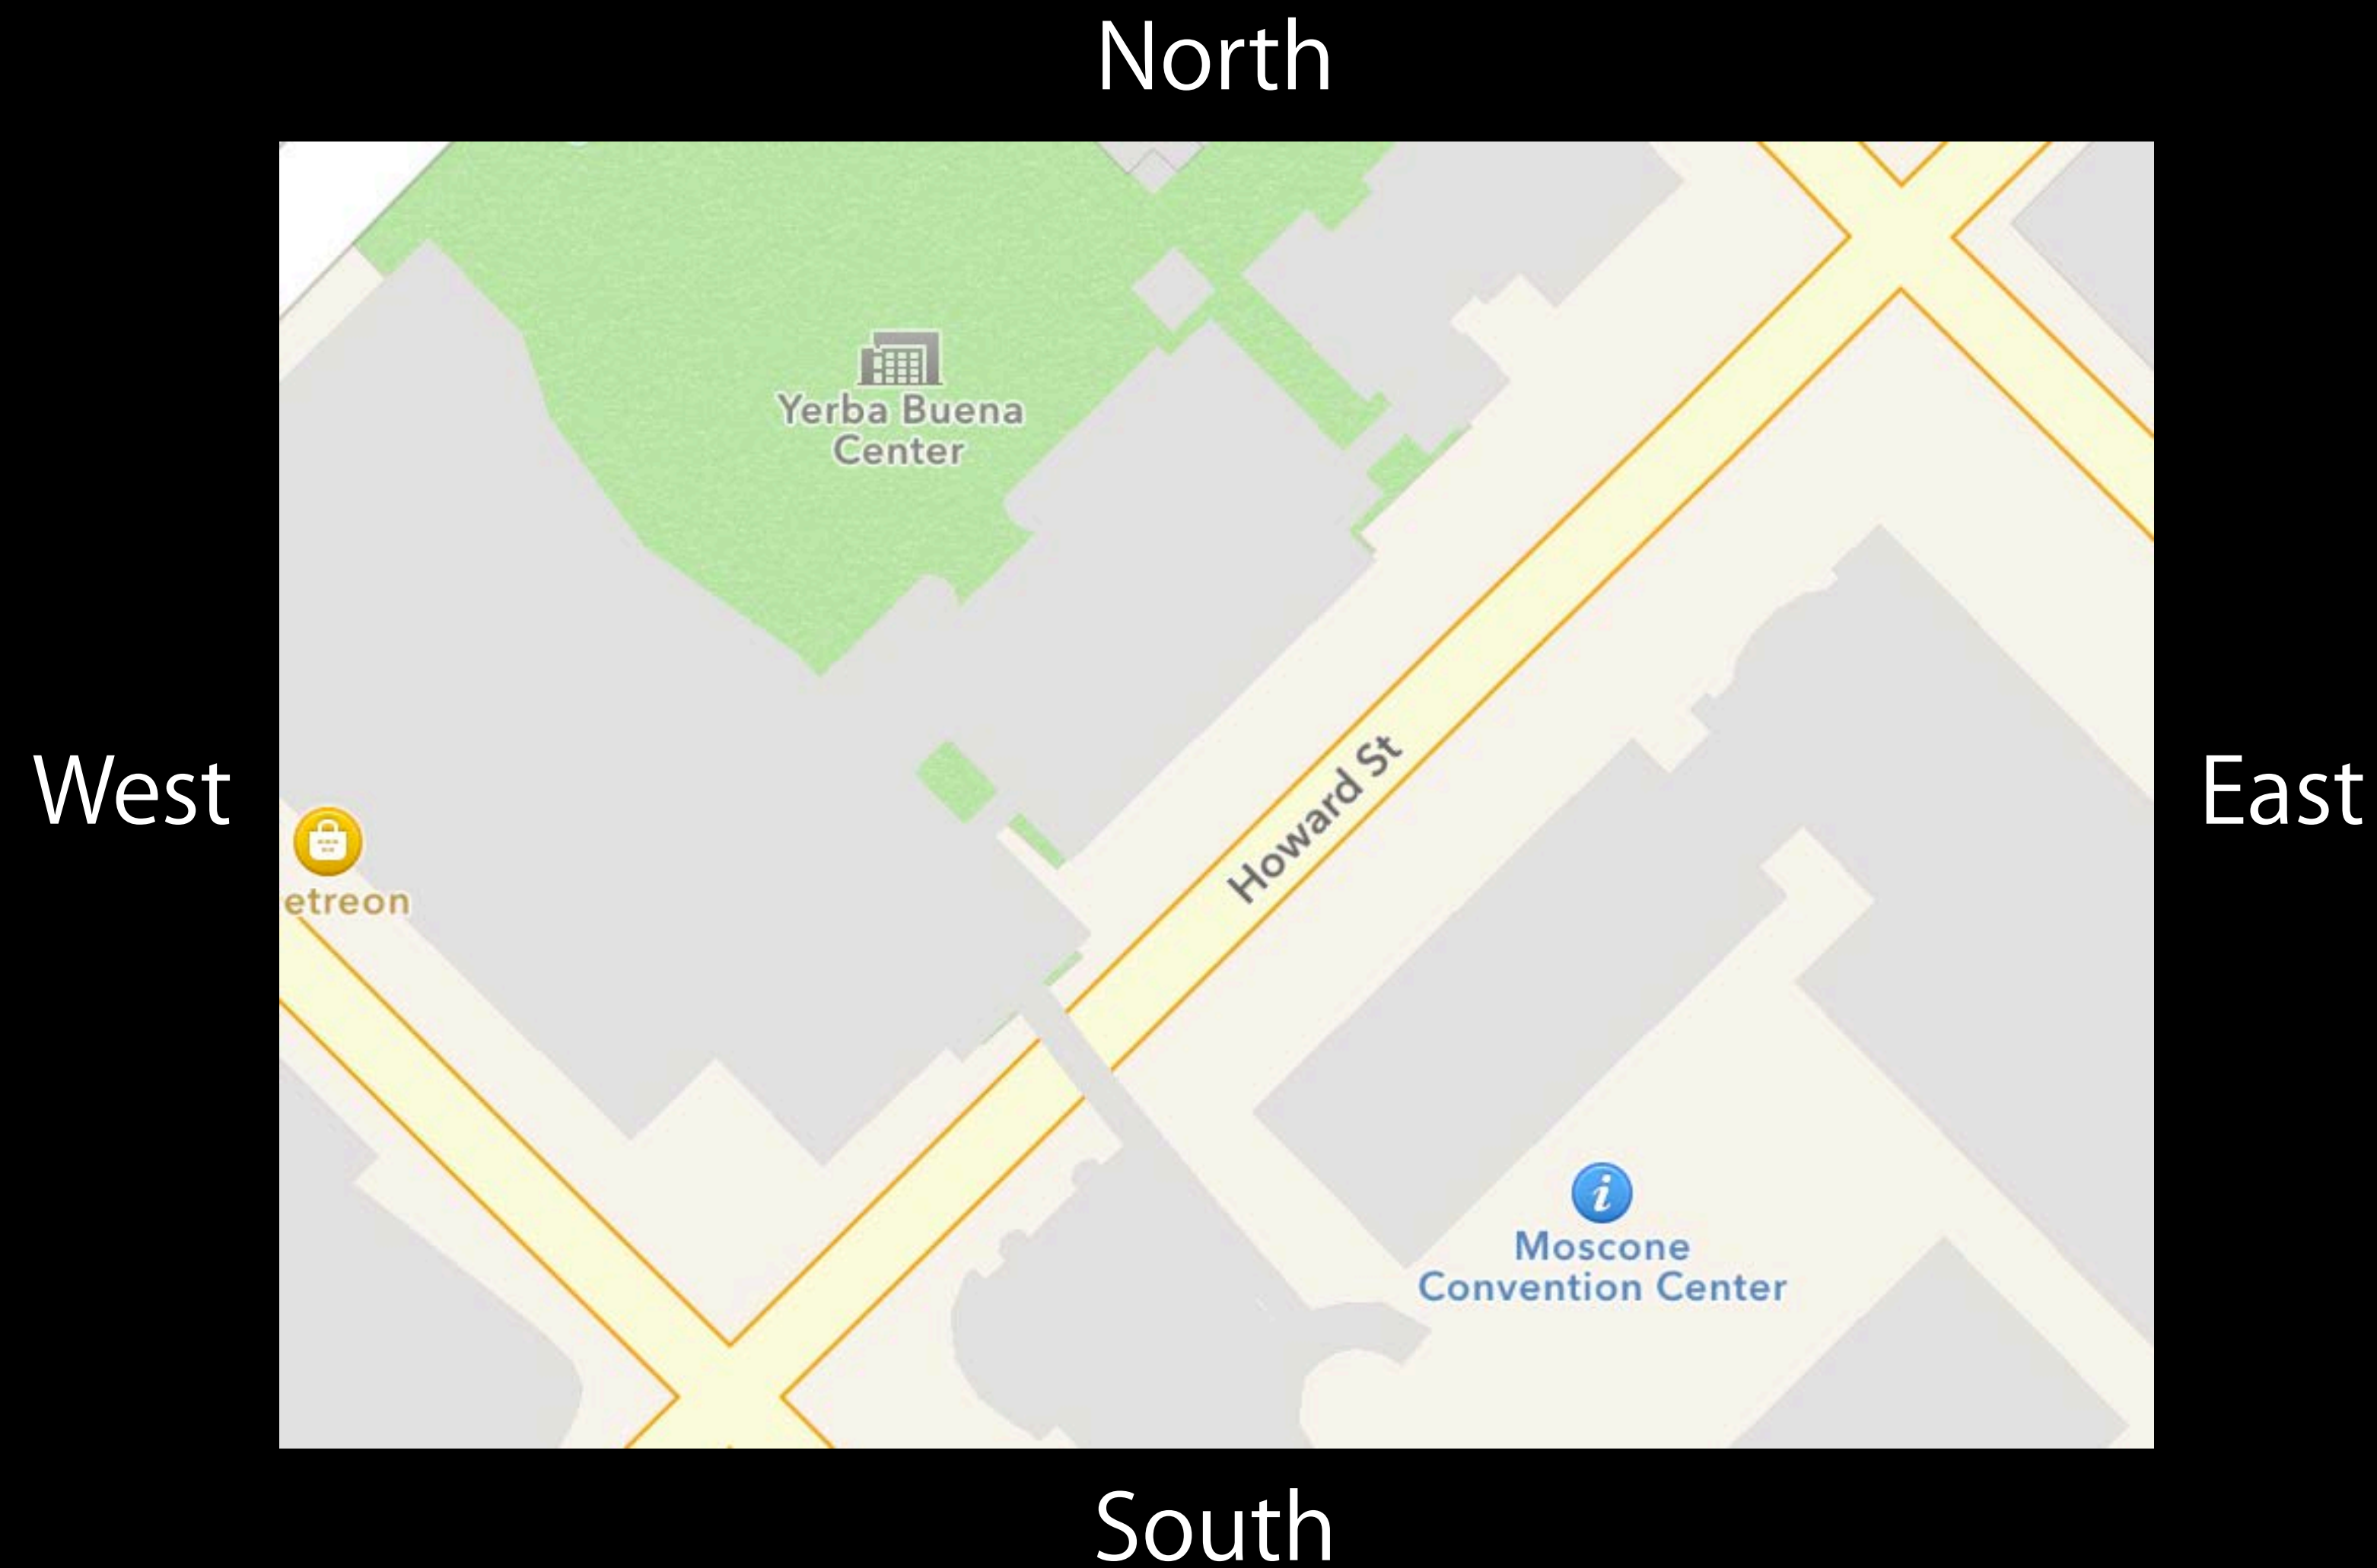 North
Yerba Buena
Center
West
East
Howard St
etreon
Moscone
Convention Center
South